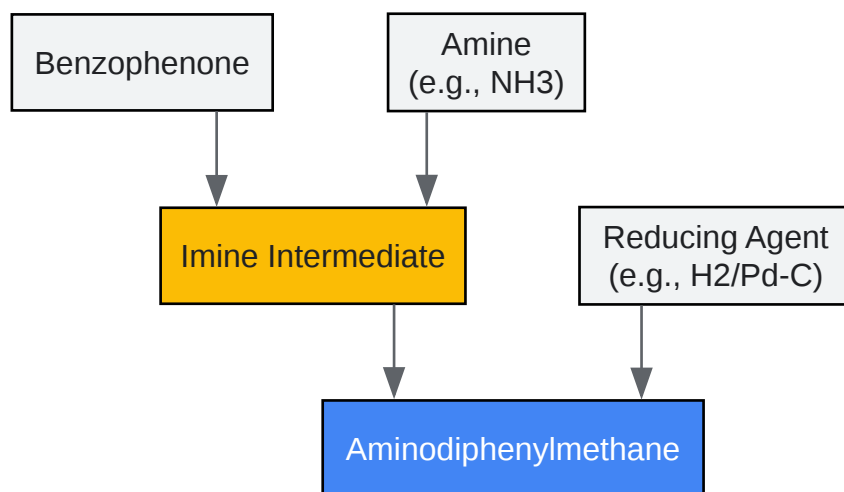 Benzophenone
Amine
(e.g., NH3)
Imine Intermediate
Reducing Agent
(e.g., H2/Pd-C)
Aminodiphenylmethane